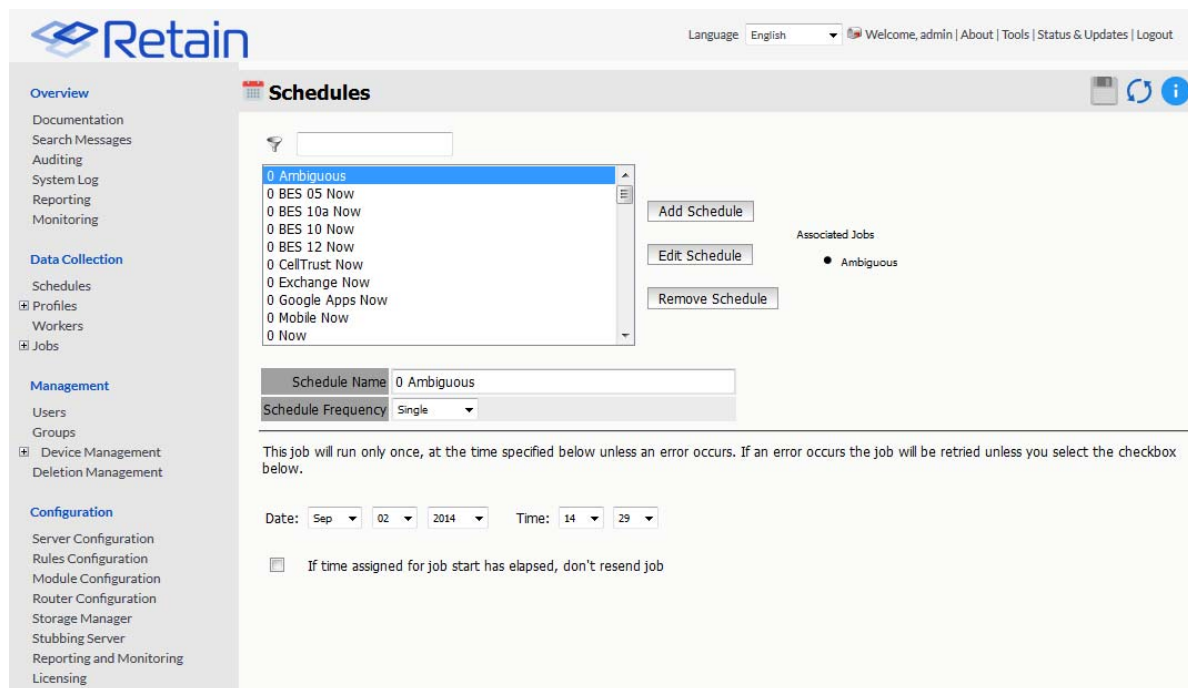 Retain
Language English Welcome, admin | About | Tools | Status & Updates | Logout
Overview
Documentation
Search Messages
Auditing
System Log
Reporting
Monitoring
Data Collection
Schedules
Profiles
Workers
Jobs
Management
Users
Groups
Device Management
Deletion Management
Configuration
Server Configuration
Rules Configuration
Module Configuration
Router Configuration
Storage Manager
Stubbing Server
Reporting and Monitoring
Licensing
Schedules
0 Ambiguous
0 BES 05 Now
0 BES 10a Now
0 BES 10 Now
0 BES 12 Now
0 CellTrust Now
0 Exchange Now
0 Google Apps Now
0 Mobile Now
0 Now
Add Schedule
Edit Schedule
Remove Schedule
Associated Jobs
Ambiguous
Schedule Name 0 Ambiguous
Schedule Frequency Single
This job will run only once, at the time specified below unless an error occurs. If an error occurs the job will be retried unless you select the checkbox
below.
Date: Sep 02 2014 Time: 14 29
If time assigned for job start has elapsed, don't resend job